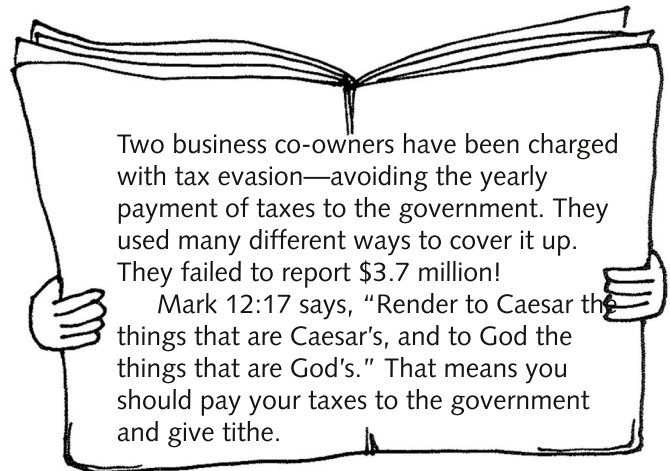 Two business co-owners have been charged
with tax evasion—avoiding the yearly
payment of taxes to the government. They
used many different ways to cover it up.
They failed to report $3.7 million!
Mark 12:17 says, “Render to Caesar the
things that are Caesar’s, and to God the
things that are God’s.” That means you
should pay your taxes to the government
and give tithe.